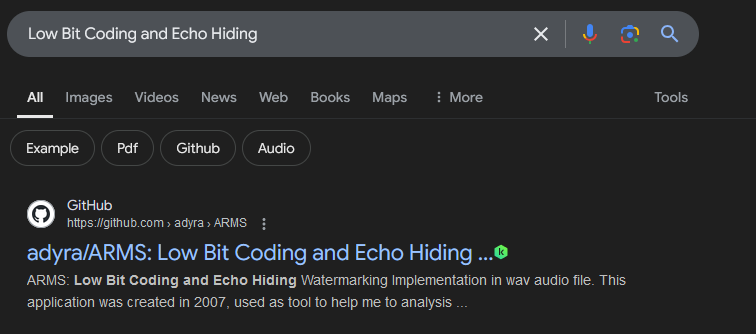 Low Bit Coding and Echo Hiding
All Images Videos News Web Books Maps More Tools
Example Pdf Github Audio
GitHub
https://github.com › adyra › ARMS
adyra/ARMS: Low Bit Coding and Echo Hiding ...
ARMS: Low Bit Coding and Echo Hiding Watermarking Implementation in wav audio file. This
application was created in 2007, used as tool to help me to analysis ...